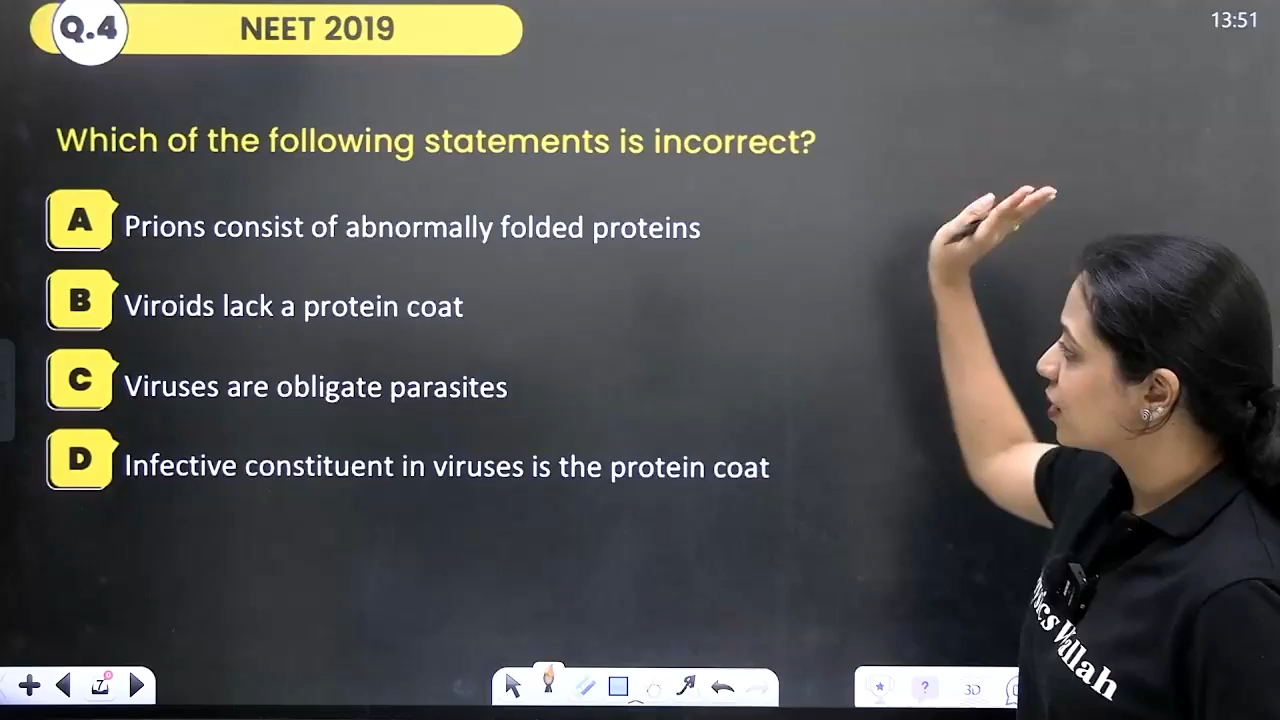 Q.4
NEET 2019
13:51
Which of the following statements is incorrect?
A Prions consist of abnormally folded proteins
B Viroids lack a protein coat
C Viruses are obligate parasites
D Infective constituent in viruses is the protein coat
Wallah
3D